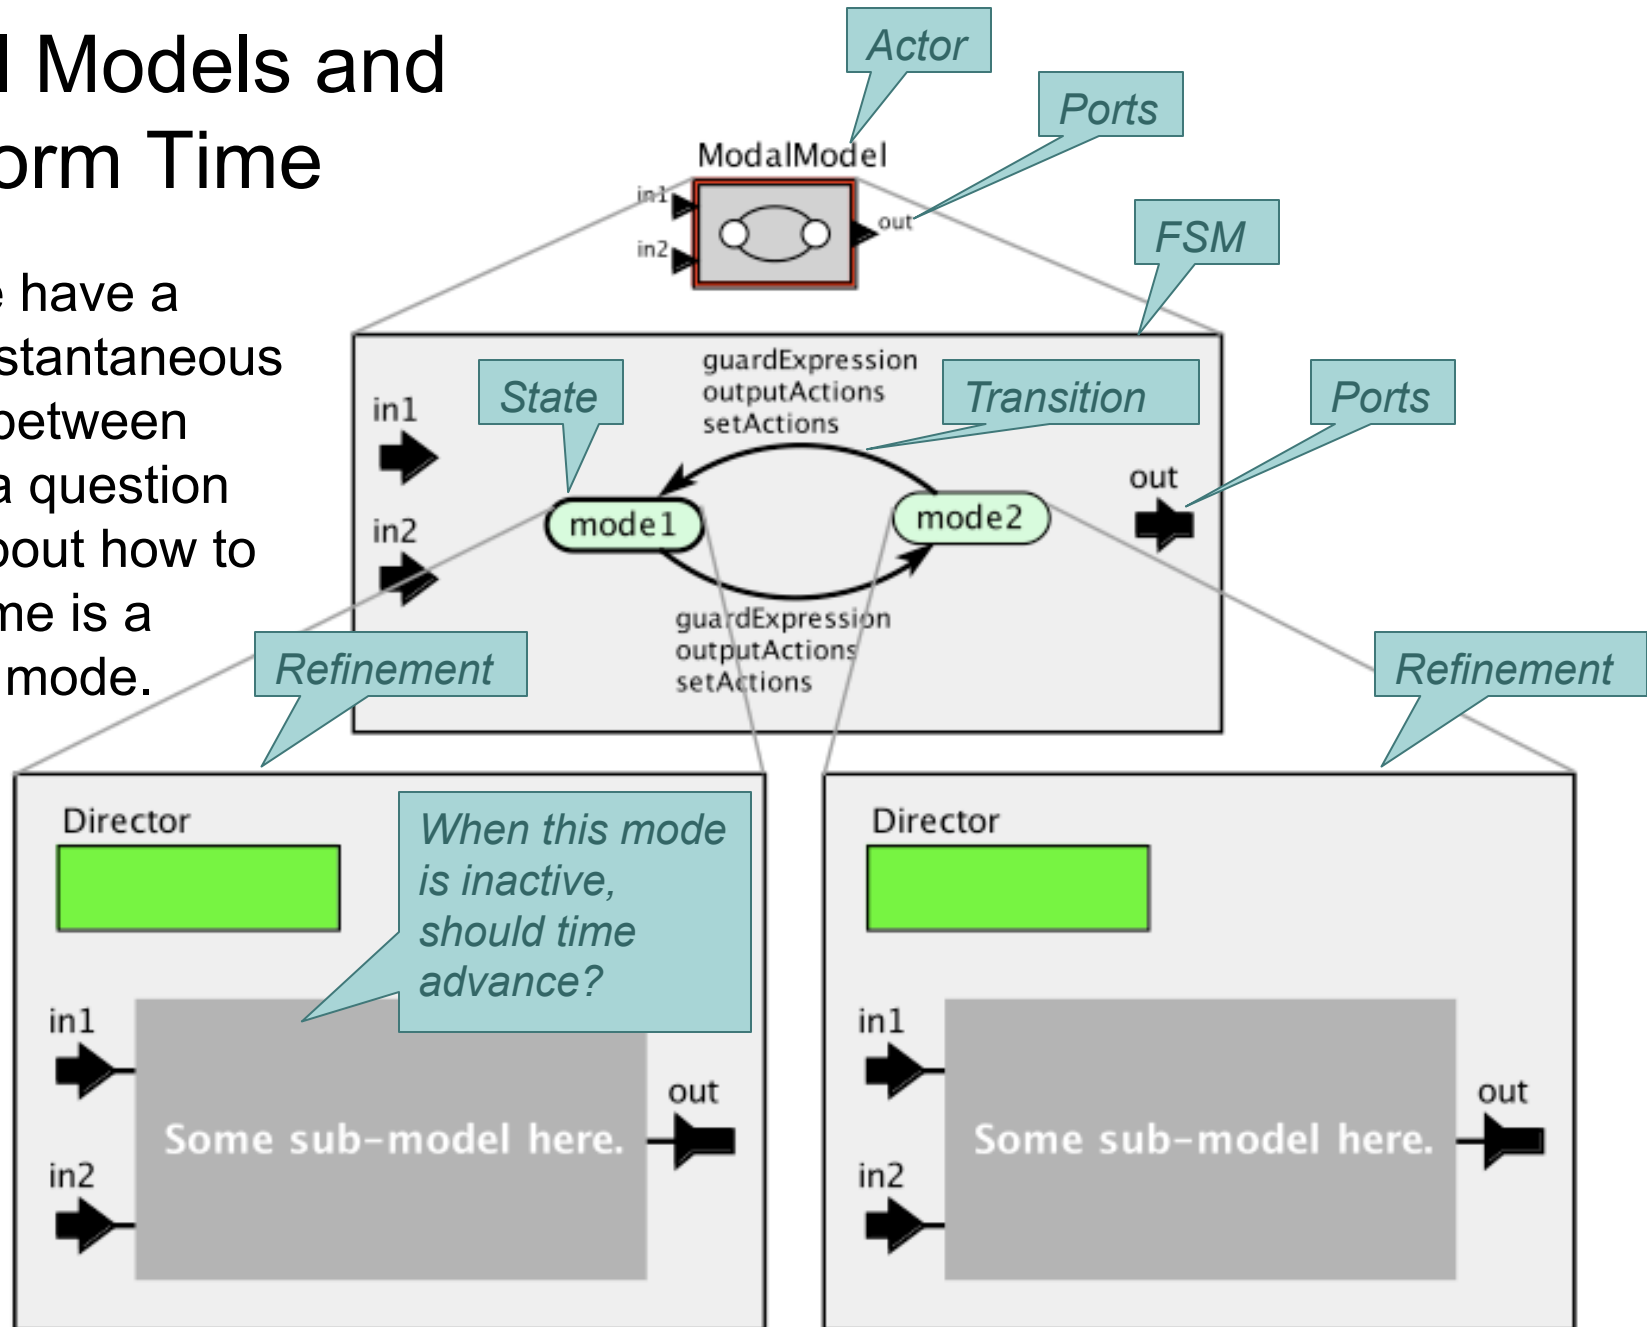 l Models and
orm Time
e have a
stantaneous
between
a question
bout how to
me is a
mode.
Actor
Ports
ModalModel
in1
in2
out
FSM
guardExpression
outputActions
setActions
State
Transition
Ports
in1
in2
out
mode1
mode2
guardExpression
outputActions
setActions
Refinement
Refinement
Director
When this mode
is inactive,
should time
advance?
in1
in2
Some sub-model here.
out
Director
in1
in2
Some sub-model here.
out